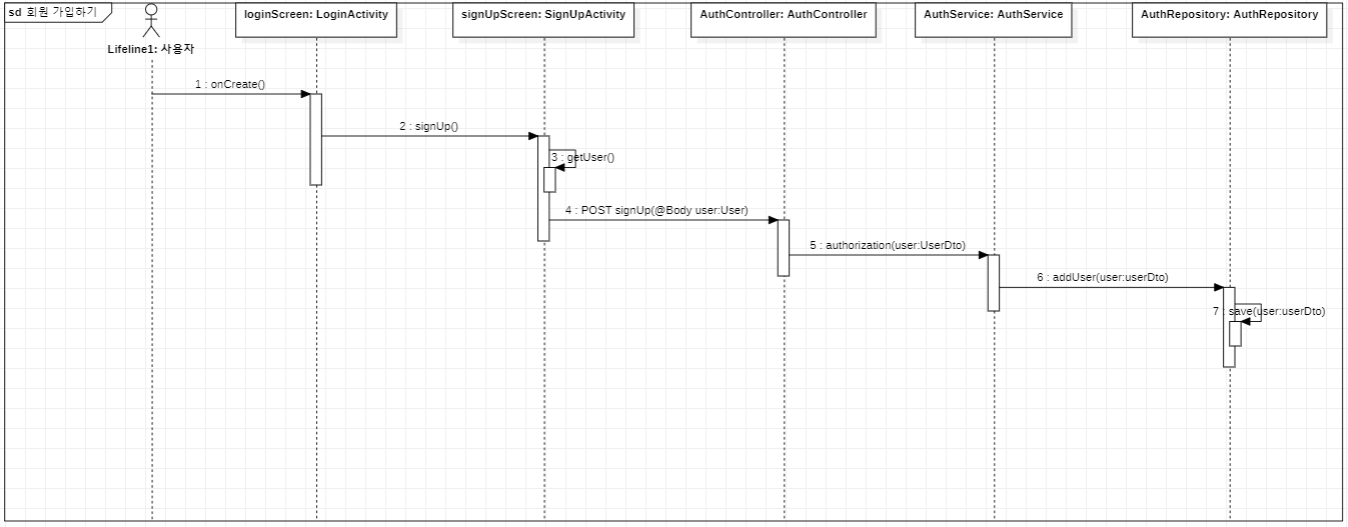 sd 회원 가입하기
loginScreen: LoginActivity
signUpScreen: SignUpActivity
AuthController: AuthController
AuthService: AuthService
AuthRepository: AuthRepository
Lifeline1: 사용자
1 : onCreate()
2 : signUp()
3 : getUser()
4 : POST signUp(@Body user:User)
5 : authorization(user:UserDto)
6 : addUser(user:userDto)
7 : save(user:userDto)